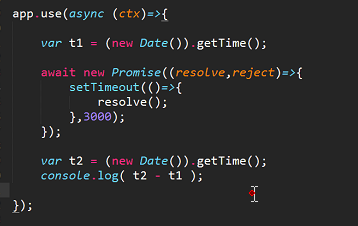 app.use(async (ctx)=>{
var t1 = (new Date()).getTime();
await new Promise((resolve,reject)=>{
setTimeout(()=>{
resolve();
},3000);
});
var t2 = (new Date()).getTime();
console.log( t2 - t1 );
});